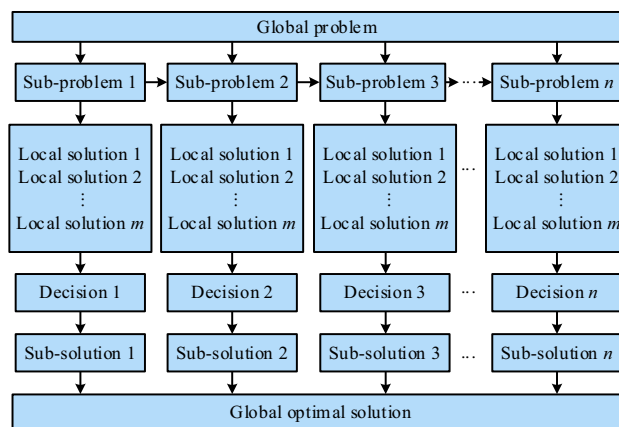 Global problem
Sub-problem 1 Sub-problem 2 Sub-problem 3 ... Sub-problem n
Local solution 1 Local solution 1 Local solution 1 Local solution 1
Local solution 2 Local solution 2 Local solution 2 ... Local solution 2
⋮ ⋮ ⋮ ⋮
Local solution m Local solution m Local solution m Local solution m
Decision 1 Decision 2 Decision 3 ... Decision n
Sub-solution 1 Sub-solution 2 Sub-solution 3 ... Sub-solution n
Global optimal solution